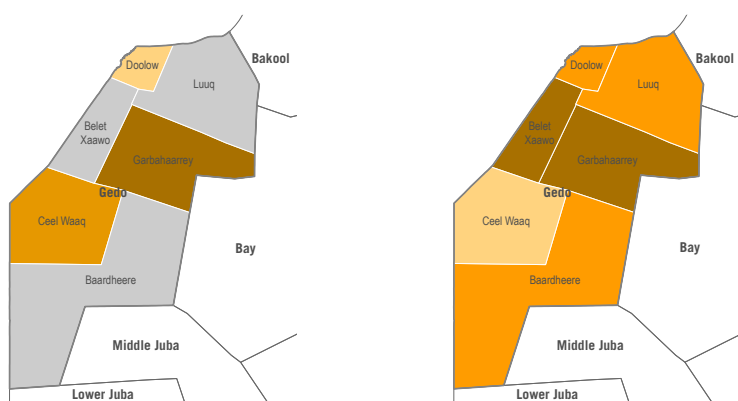 Bakool
Doolow
Luuq
Belet
Xaawo
Garbahaarrey
Gedo
Ceel Waaq
Bay
Baardheere
Middle Juba
Lower Juba
Bakool
Doolow
Luuq
Belet
Xaawo
Garbahaarrey
Gedo
Ceel Waaq
Bay
Baardheere
Middle Juba
Lower Juba